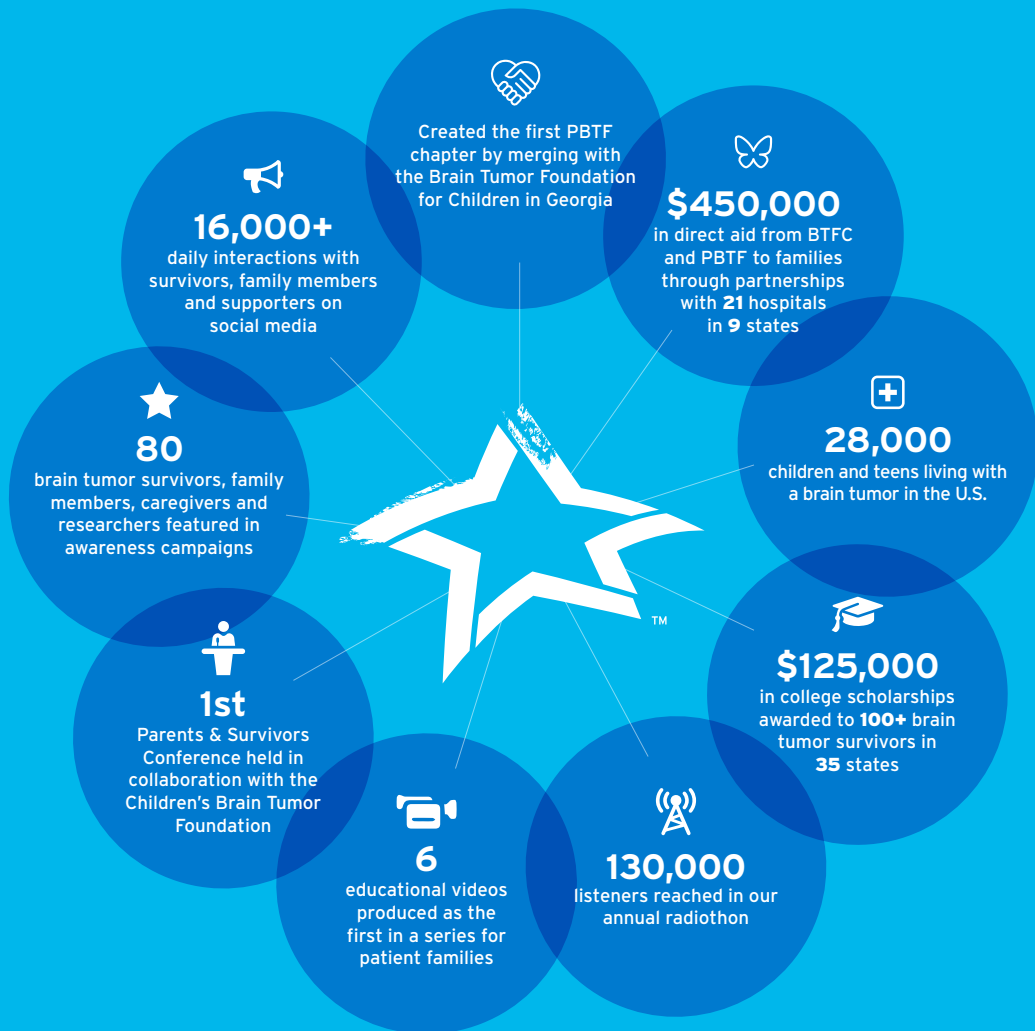 Created the first PBTF
chapter by merging with
the Brain Tumor Foundation
for Children in Georgia
$450,000
in direct aid from BTFC
and PBTF to families
through partnerships
with 21 hospitals
in 9 states
28,000
children and teens living with
a brain tumor in the U.S.
$125,000
in college scholarships
awarded to 100+ brain
tumor survivors in
35 states
130,000
listeners reached in our
annual radiothon
6
educational videos
produced as the
first in a series for
patient families
1st
Parents & Survivors
Conference held in
collaboration with the
Children’s Brain Tumor
Foundation
80
brain tumor survivors, family
members, caregivers and
researchers featured in
awareness campaigns
16,000+
daily interactions with
survivors, family members
and supporters on
social media
TM